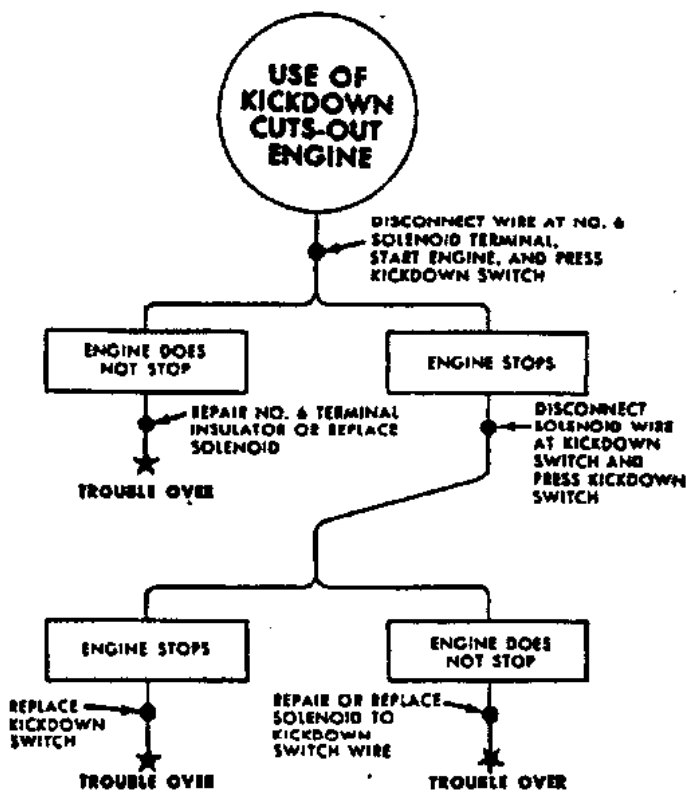 USE OF
KICKDOWN
CUTS-OUT
ENGINE
DISCONNECT WIRE AT NO. 6
SOLENOID TERMINAL,
START ENGINE, AND PRESS
KICKDOWN SWITCH
ENGINE DOES
NOT STOP
ENGINE STOPS
REPAIR NO. 6 TERMINAL
INSULATOR OR REPLACE
SOLENOID
TROUBLE OVER
DISCONNECT
SOLENOID WIRE
AT KICKDOWN
SWITCH AND
PRESS KICKDOWN
SWITCH
ENGINE STOPS
ENGINE DOES
NOT STOP
REPLACE
KICKDOWN
SWITCH
TROUBLE OVER
REPAIR OR REPLACE
SOLENOID TO
KICKDOWN
SWITCH WIRE
TROUBLE OVER